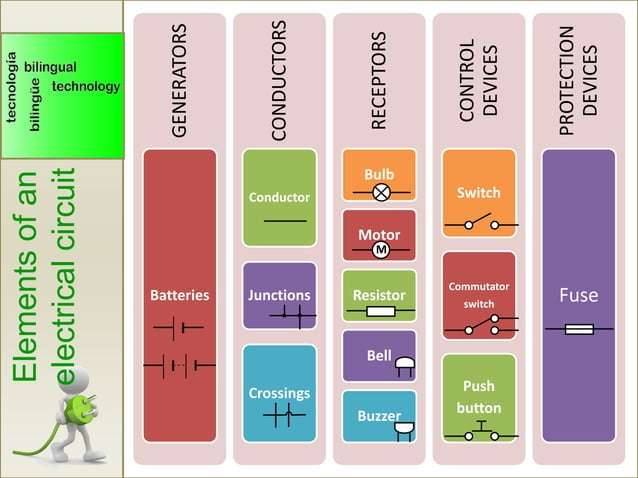 tecnología
bilingüe
bilingual
technology
Elements of an
electrical circuit
GENERATORS
Batteries
CONDUCTORS
Conductor
Junctions
Crossings
RECEPTORS
Bulb
Motor
M
Resistor
Bell
Buzzer
CONTROL
DEVICES
Switch
Commutator
switch
Push
button
PROTECTION
DEVICES
Fuse